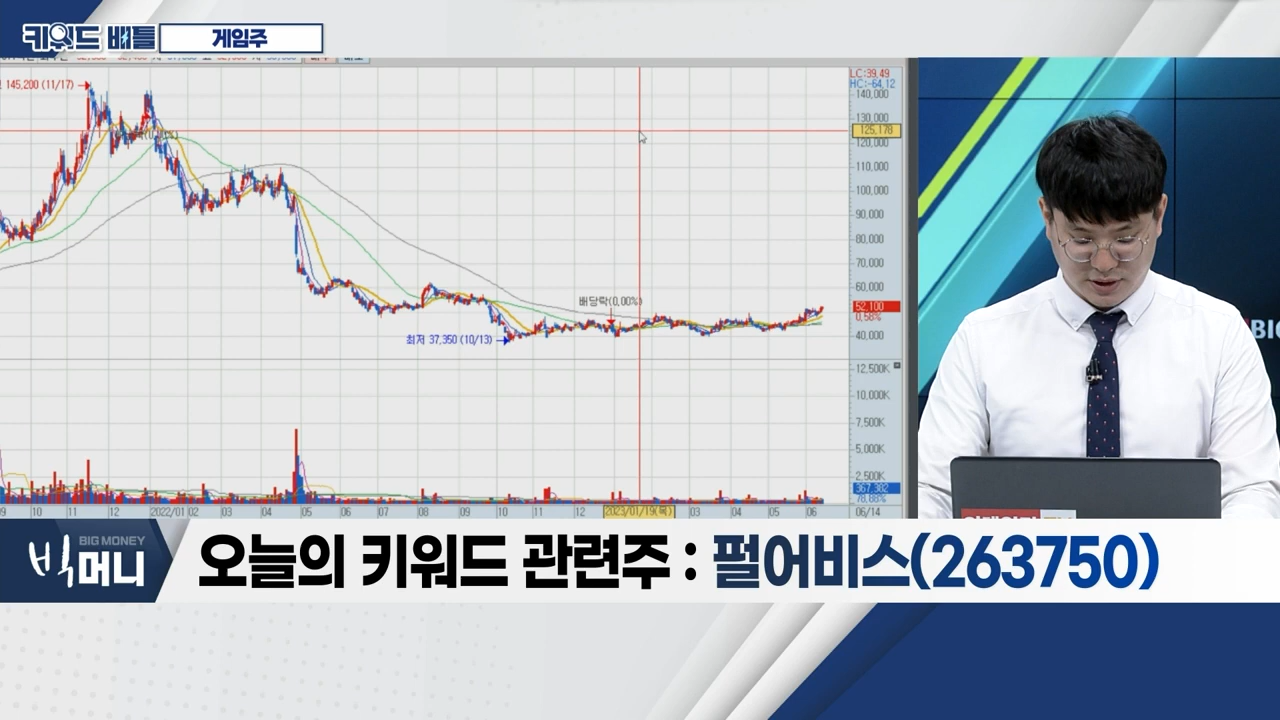 키워드 배틀
게임주
145,200 (11/17)
LC:39.49
HC:-64.12
140,000
130,000
125,178
120,000
110,000
100,000
90,000
80,000
70,000
60,000
배당락(0,00%)
52,100
0.58%
최저 37,350 (10/13)
40,000
12,500K
10,000K
7,500K
5,000K
2,500K
367,382
78.88%
9 10 11 12 2022/01 02 03 04 05 06 07 08 09 10 11 12 2023/01/19(목) 03 04 05 06 06/14
BIG MONEY
빅머니
오늘의 키워드 관련주 : 펄어비스(263750)